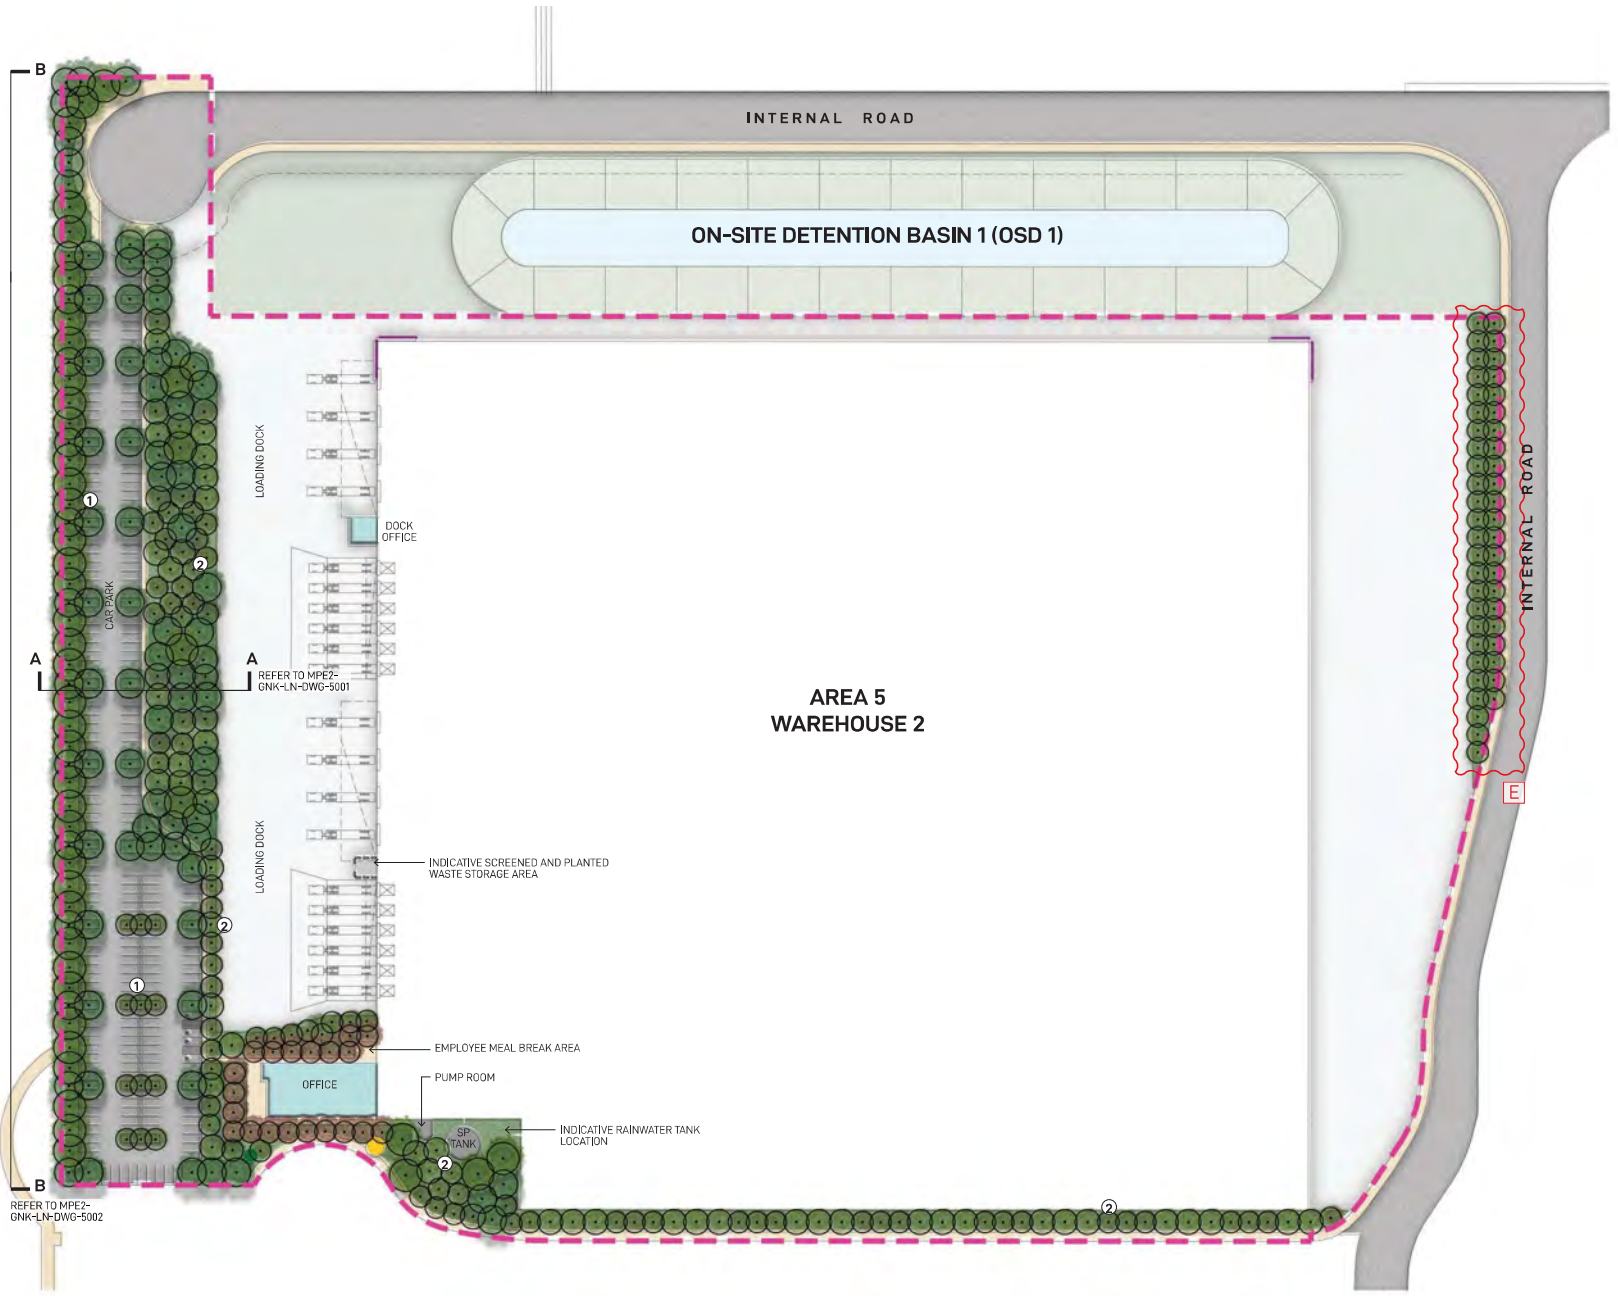 B
INTERNAL ROAD
ON-SITE DETENTION BASIN 1 (OSD 1)
LOADING DOCK
INTERNAL ROAD
1
DOCK
OFFICE
2
CAR PARK
A
A
REFER TO MPE2-
GNK-LN-DWG-5001
AREA 5
WAREHOUSE 2
E
LOADING DOCK
INDICATIVE SCREENED AND PLANTED
WASTE STORAGE AREA
2
1
EMPLOYEE MEAL BREAK AREA
PUMP ROOM
OFFICE
SP
TANK
INDICATIVE RAINWATER TANK
LOCATION
2
B
REFER TO MPE2-
GNK-LN-DWG-5002
2